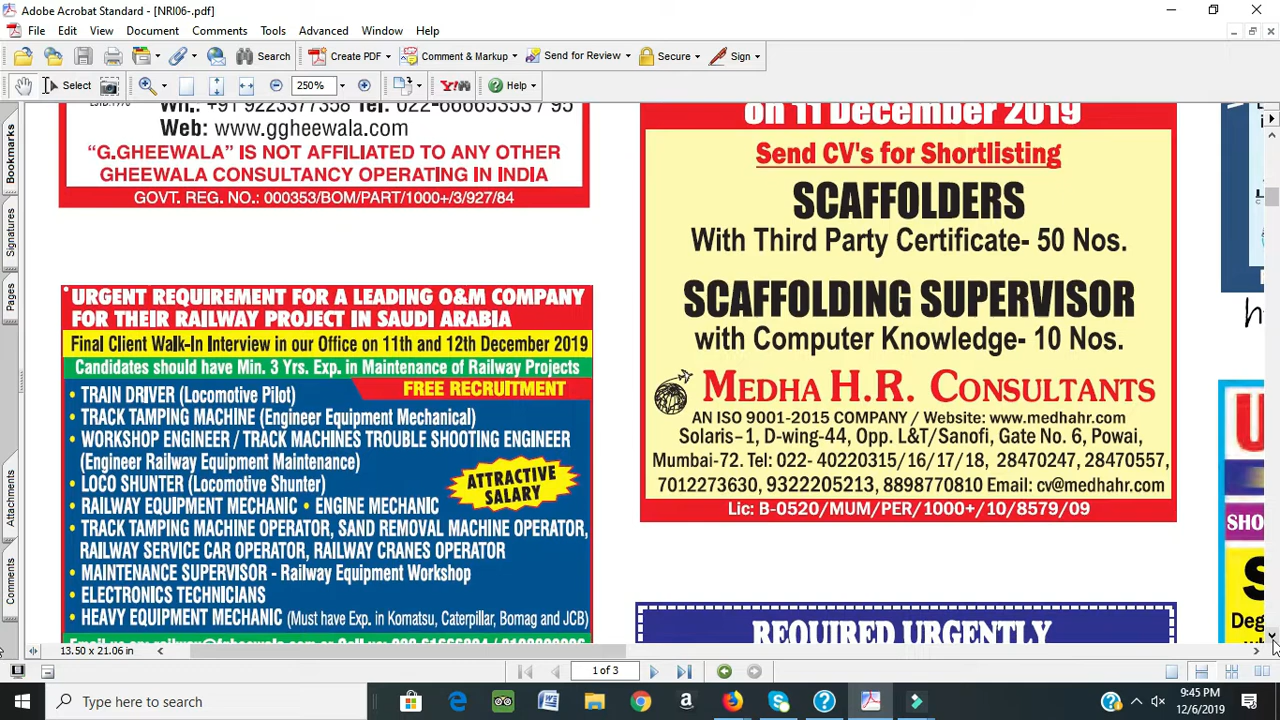 Adobe Acrobat Standard - [NRI06-.pdf]
File Edit View Document Comments Tools Advanced Window Help
Search Create PDF Comment & Markup Send for Review Secure Sign
Select 250% Y! Help
Bookmarks
Signatures
Pages
Attachments
Comments
Web: www.ggheewala.com
“G.GHEEWALA” IS NOT AFFILIATED TO ANY OTHER
GHEEWALA CONSULTANCY OPERATING IN INDIA
GOVT. REG. NO.: 000353/BOM/PART/1000+/3/927/84
URGENT REQUIREMENT FOR A LEADING O&M COMPANY
FOR THEIR RAILWAY PROJECT IN SAUDI ARABIA
Final Client Walk-In Interview in our Office on 11th and 12th December 2019
Candidates should have Min. 3 Yrs. Exp. in Maintenance of Railway Projects
FREE RECRUITMENT
• TRAIN DRIVER (Locomotive Pilot)
• TRACK TAMPING MACHINE (Engineer Equipment Mechanical)
• WORKSHOP ENGINEER / TRACK MACHINES TROUBLE SHOOTING ENGINEER
(Engineer Railway Equipment Maintenance)
• LOCO SHUNTER (Locomotive Shunter)
ATTRACTIVE
SALARY
• RAILWAY EQUIPMENT MECHANIC • ENGINE MECHANIC
• TRACK TAMPING MACHINE OPERATOR, SAND REMOVAL MACHINE OPERATOR,
RAILWAY SERVICE CAR OPERATOR, RAILWAY CRANES OPERATOR
• MAINTENANCE SUPERVISOR - Railway Equipment Workshop
• ELECTRONICS TECHNICIANS
• HEAVY EQUIPMENT MECHANIC (Must have Exp. in Komatsu, Caterpillar, Bomag and JCB)
on 11 December 2019
Send CV's for Shortlisting
SCAFFOLDERS
With Third Party Certificate- 50 Nos.
SCAFFOLDING SUPERVISOR
with Computer Knowledge- 10 Nos.
MEDHA H.R. CONSULTANTS
AN ISO 9001-2015 COMPANY / Website: www.medhahr.com
Solaris–1, D-wing-44, Opp. L&T/Sanofi, Gate No. 6, Powai,
Mumbai-72. Tel: 022- 40220315/16/17/18, 28470247, 28470557,
7012273630, 9322205213, 8898770810 Email: cv@medhahr.com
Lic: B-0520/MUM/PER/1000+/10/8579/09
REQUIRED URGENTLY
SHO
Deg
13.50 x 21.06 in
1 of 3
Type here to search
9:45 PM
12/6/2019